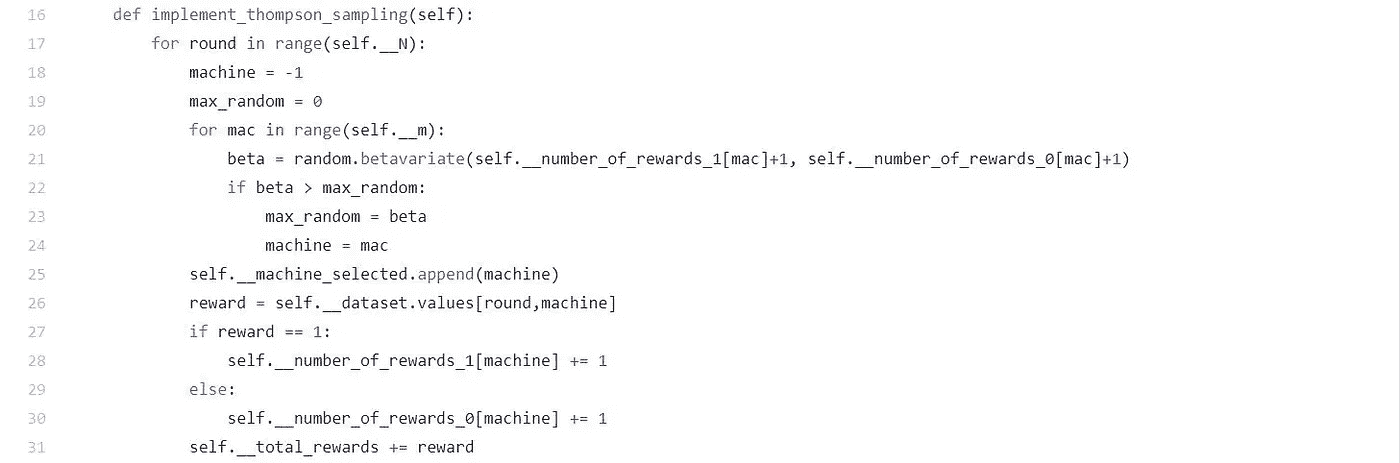 16 def implement_thompson_sampling(self):
17 for round in range(self.__N):
18 machine = -1
19 max_random = 0
20 for mac in range(self.__m):
21 beta = random.betavariate(self.__number_of_rewards_1[mac]+1, self.__number_of_rewards_0[mac]+1)
22 if beta > max_random:
23 max_random = beta
24 machine = mac
25 self.__machine_selected.append(machine)
26 reward = self.__dataset.values[round,machine]
27 if reward == 1:
28 self.__number_of_rewards_1[machine] += 1
29 else:
30 self.__number_of_rewards_0[machine] += 1
31 self.__total_rewards += reward